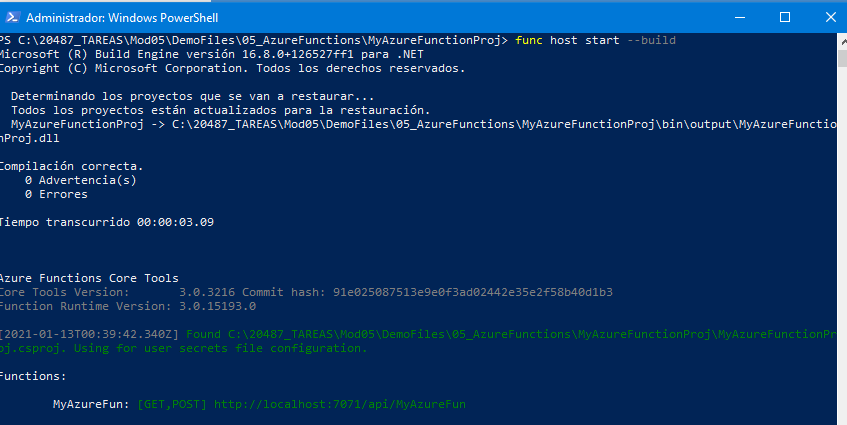 Administrador: Windows PowerShell
PS C:\20487_TAREAS\Mod05\DemoFiles\05_AzureFunctions\MyAzureFunctionProj> func host start --build
Microsoft (R) Build Engine versión 16.8.0+126527ff1 para .NET
Copyright (C) Microsoft Corporation. Todos los derechos reservados.
Determinando los proyectos que se van a restaurar...
Todos los proyectos están actualizados para la restauración.
MyAzureFunctionProj -> C:\20487_TAREAS\Mod05\DemoFiles\05_AzureFunctions\MyAzureFunctionProj\bin\output\MyAzureFunctio
nProj.dll
Compilación correcta.
0 Advertencia(s)
0 Errores
Tiempo transcurrido 00:00:03.09
Azure Functions Core Tools
Core Tools Version: 3.0.3216 Commit hash: 91e025087513e9e0f3ad02442e35e2f58b40d1b3
Function Runtime Version: 3.0.15193.0
[2021-01-13T00:39:42.340Z] Found C:\20487_TAREAS\Mod05\DemoFiles\05_AzureFunctions\MyAzureFunctionProj\MyAzureFunctionPr
oj.csproj. Using for user secrets file configuration.
Functions:
MyAzureFun: [GET,POST] http://localhost:7071/api/MyAzureFun